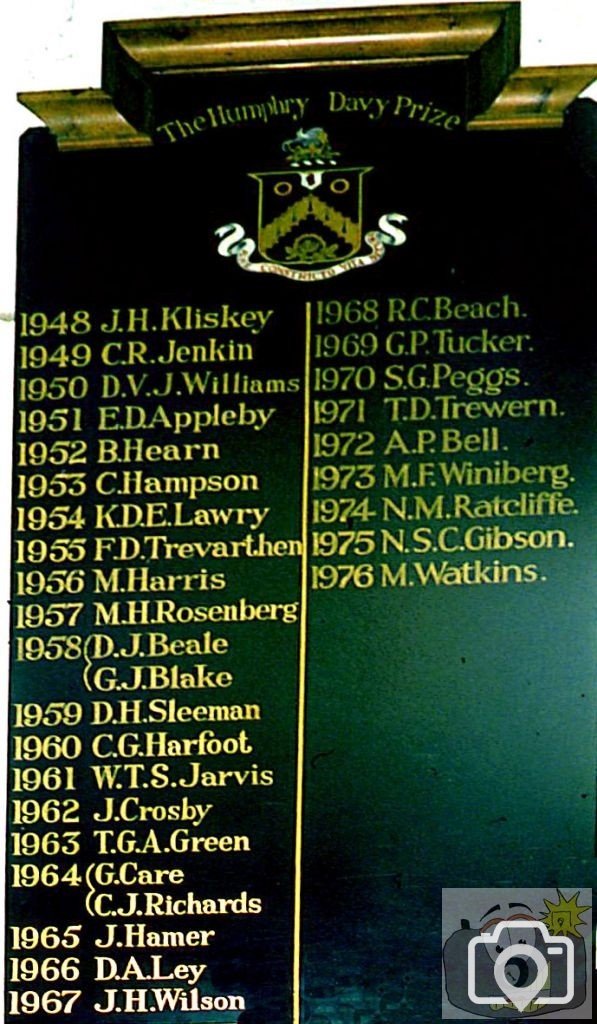 The Humphry Davy Prize
CONSTRICTO VITA
1948 J.H.Kliskey
1949 C.R.Jenkin
1950 D.V.J.Williams
1951 E.D.Appleby
1952 B.Hearn
1953 C.Hampson
1954 K.D.E.Lawry
1955 F.D.Trevarthen
1956 M.Harris
1957 M.H.Rosenberg
1958 (D.J.Beale
(G.J.Blake
1959 D.H.Sleeman
1960 C.G.Harfoot
1961 W.T.S.Jarvis
1962 J.Crosby
1963 T.G.A.Green
1964 (G.Care
(C.J.Richards
1965 J.Hamer
1966 D.A.Ley
1967 J.H.Wilson
1968 R.C.Beach.
1969 G.P.Tucker.
1970 S.G.Peggs.
1971 T.D.Trewern.
1972 A.P.Bell.
1973 M.F.Winiberg.
1974 N.M.Ratcliffe.
1975 N.S.C.Gibson.
1976 M.Watkins.